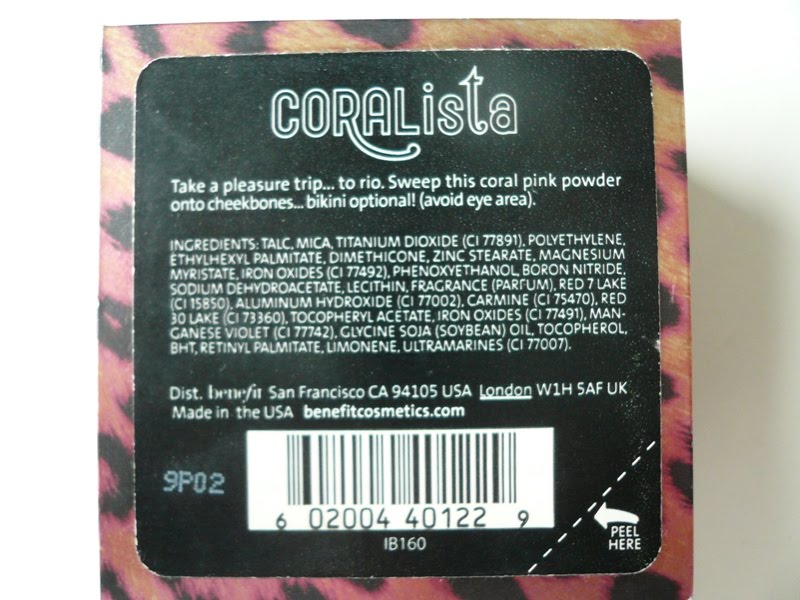 CORALista
Take a pleasure trip... to rio. Sweep this coral pink powder
onto cheekbones... bikini optional! (avoid eye area).
INGREDIENTS: TALC, MICA, TITANIUM DIOXIDE (CI 77891), POLYETHYLENE,
ETHYLHEXYL PALMITATE, DIMETHICONE, ZINC STEARATE, MAGNESIUM
MYRISTATE, IRON OXIDES (CI 77492), PHENOXYETHANOL, BORON NITRIDE,
SODIUM DEHYDROACETATE, LECITHIN, FRAGRANCE (PARFUM), RED 7 LAKE
(CI 15850), ALUMINUM HYDROXIDE (CI 77002), CARMINE (CI 75470), RED
30 LAKE (CI 73360), TOCOPHERYL ACETATE, IRON OXIDES (CI 77491), MAN-
GANESE VIOLET (CI 77742), GLYCINE SOJA (SOYBEAN) OIL, TOCOPHEROL,
BHT, RETINYL PALMITATE, LIMONENE, ULTRAMARINES (CI 77007).
Dist. benefit San Francisco CA 94105 USA London W1H 5AF UK
Made in the USA benefitcosmetics.com
9P02
6 02004 40122 9
IB160
PEEL
HERE